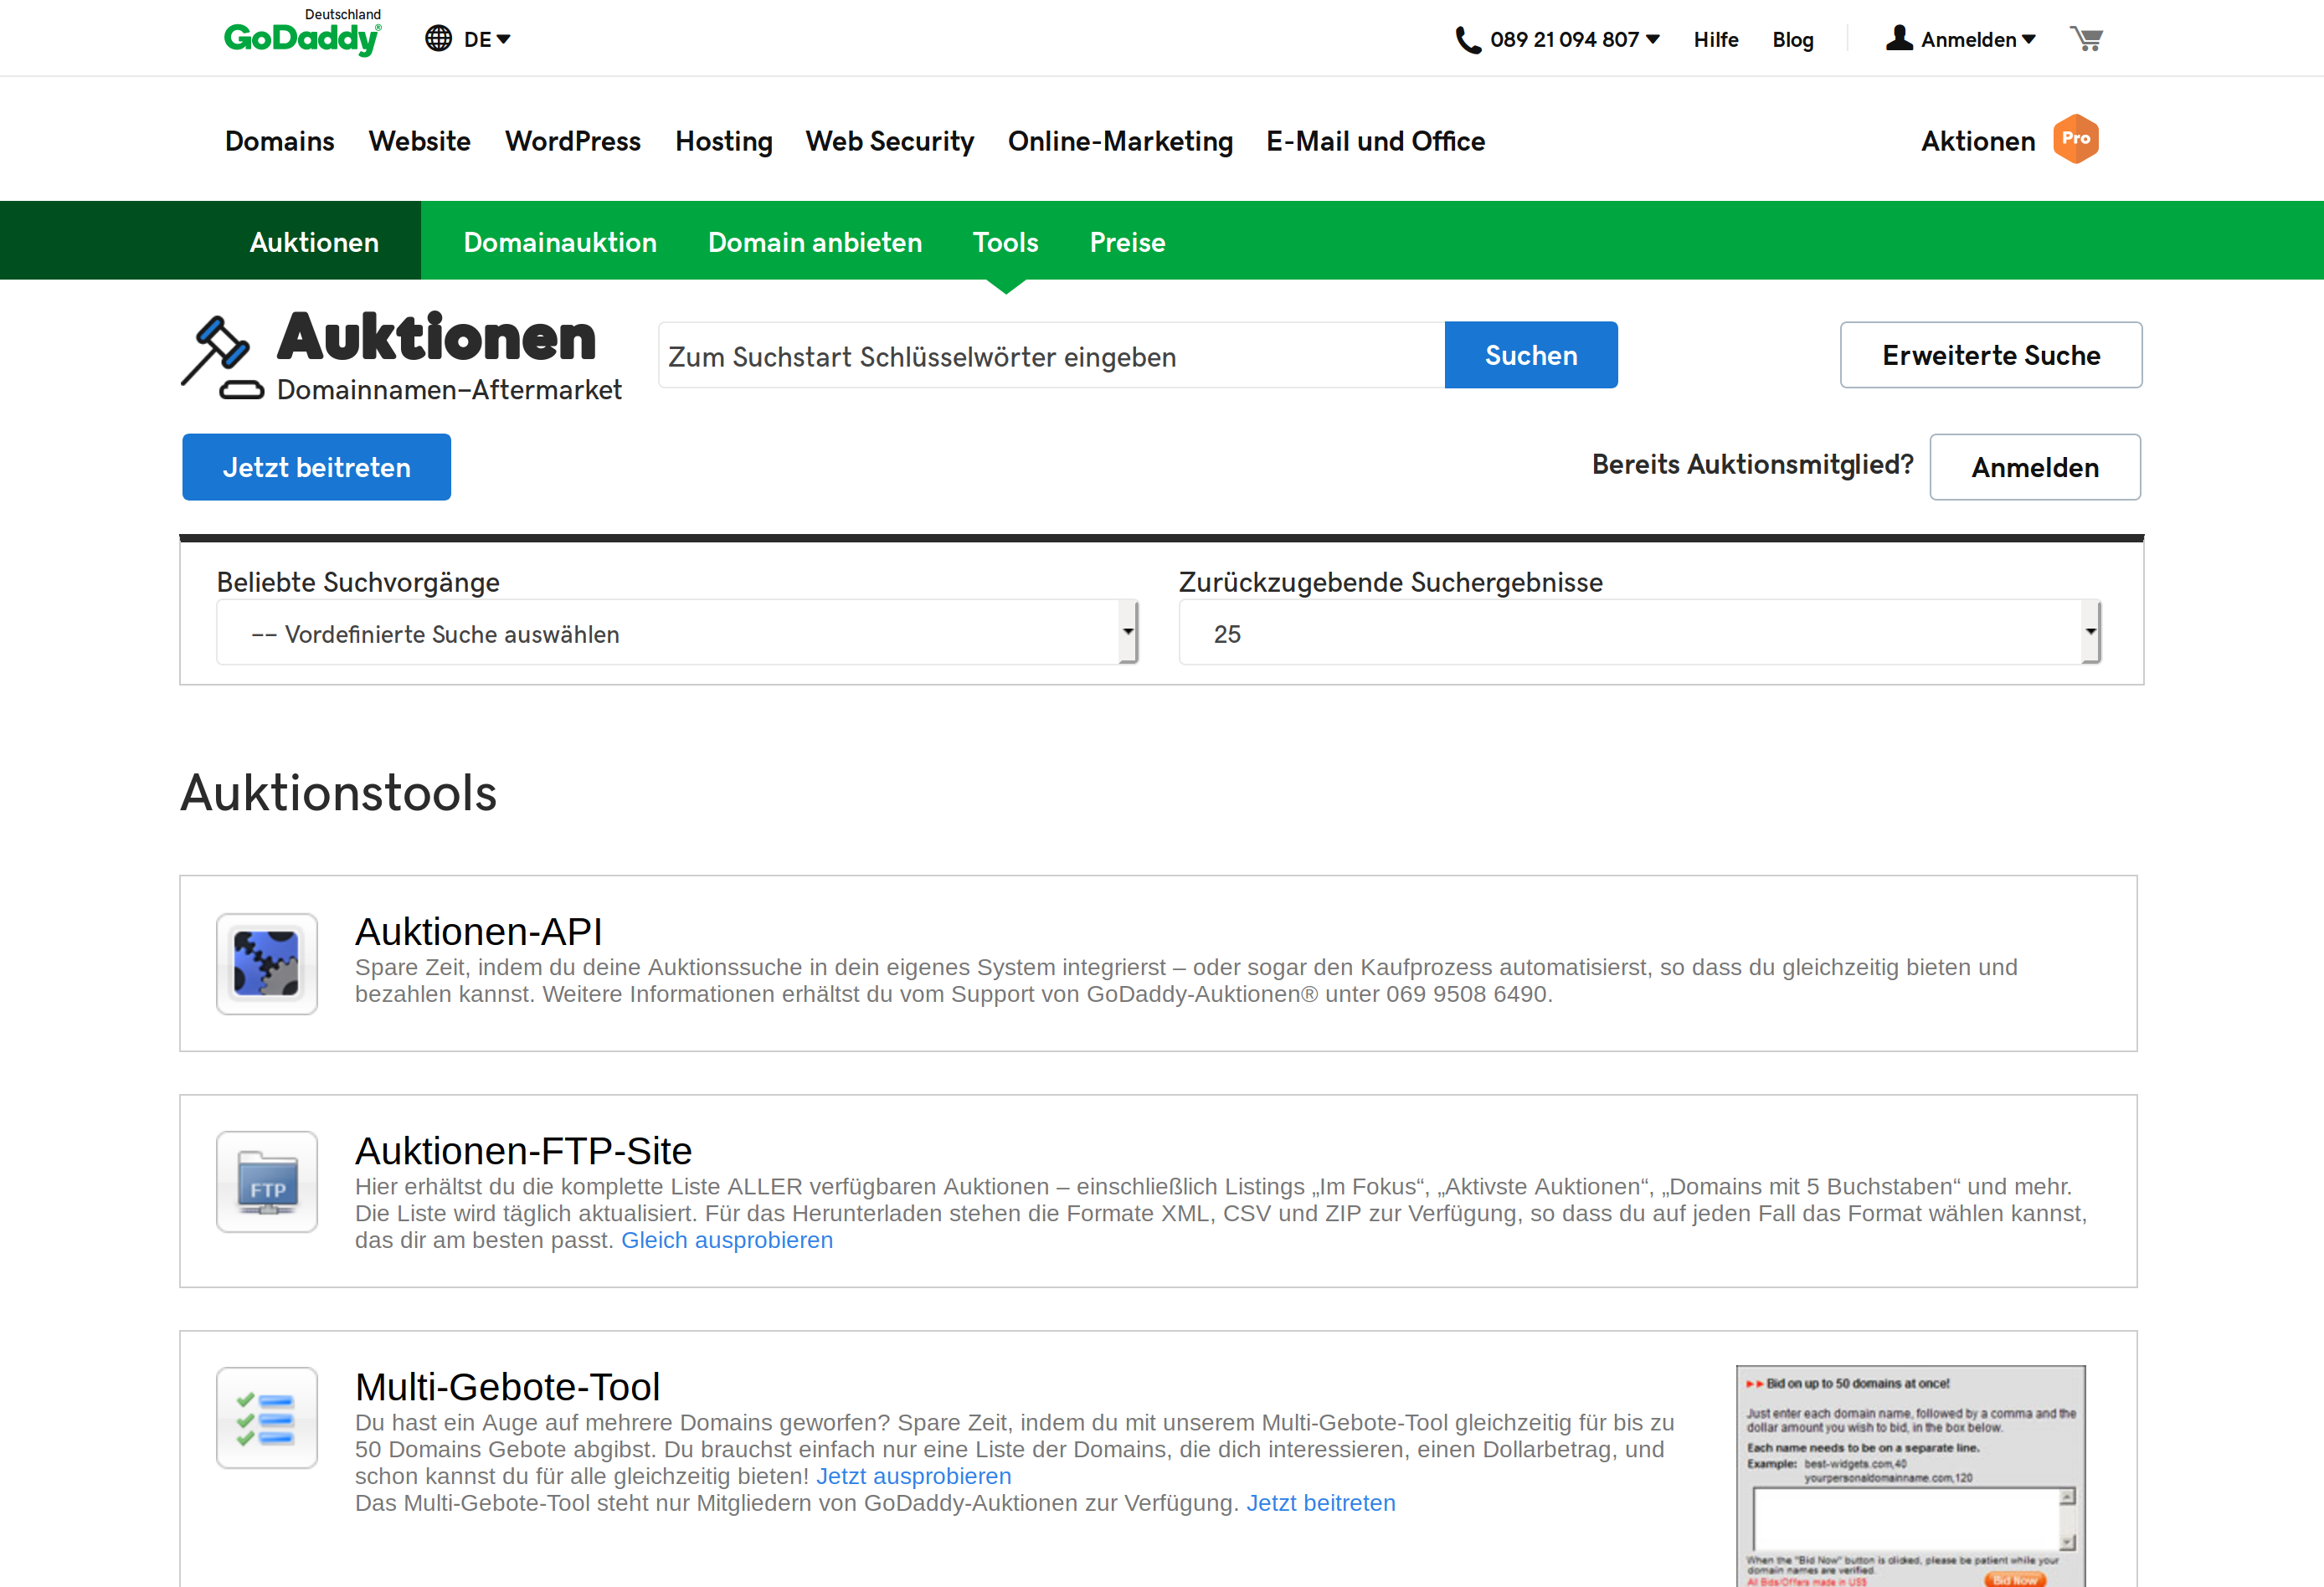 Deutschland
GoDaddy®
DE
089 21 094 807
Hilfe
Blog
Anmelden
Domains
Website
WordPress
Hosting
Web Security
Online-Marketing
E-Mail und Office
Aktionen
Pro
Auktionen
Domainauktion
Domain anbieten
Tools
Preise
Auktionen
Domainnamen-Aftermarket
Zum Suchstart Schlüsselwörter eingeben
Suchen
Erweiterte Suche
Jetzt beitreten
Bereits Auktionsmitglied?
Anmelden
Beliebte Suchvorgänge
-- Vordefinierte Suche auswählen
Zurückzugebende Suchergebnisse
25
Auktionstools
Auktionen-API
Spare Zeit, indem du deine Auktionssuche in dein eigenes System integrierst – oder sogar den Kaufprozess automatisierst, so dass du gleichzeitig bieten und
bezahlen kannst. Weitere Informationen erhältst du vom Support von GoDaddy-Auktionen® unter 069 9508 6490.
FTP
Auktionen-FTP-Site
Hier erhältst du die komplette Liste ALLER verfügbaren Auktionen – einschließlich Listings „Im Fokus“, „Aktivste Auktionen“, „Domains mit 5 Buchstaben“ und mehr.
Die Liste wird täglich aktualisiert. Für das Herunterladen stehen die Formate XML, CSV und ZIP zur Verfügung, so dass du auf jeden Fall das Format wählen kannst,
das dir am besten passt. Gleich ausprobieren
Multi-Gebote-Tool
Du hast ein Auge auf mehrere Domains geworfen? Spare Zeit, indem du mit unserem Multi-Gebote-Tool gleichzeitig für bis zu
50 Domains Gebote abgibst. Du brauchst einfach nur eine Liste der Domains, die dich interessieren, einen Dollarbetrag, und
schon kannst du für alle gleichzeitig bieten! Jetzt ausprobieren
Das Multi-Gebote-Tool steht nur Mitgliedern von GoDaddy-Auktionen zur Verfügung. Jetzt beitreten
Bid on up to 50 domains at once!
Just enter each domain name, followed by a comma and the
dollar amount you wish to bid, in the box below.
Each name needs to be on a separate line.
Example: best-widgets.com,40
yourpersonaldomainname.com,120
When the "Bid Now" button is clicked, please be patient while your
domain names are verified.
All Bids/Offers made in US$
Bid Now